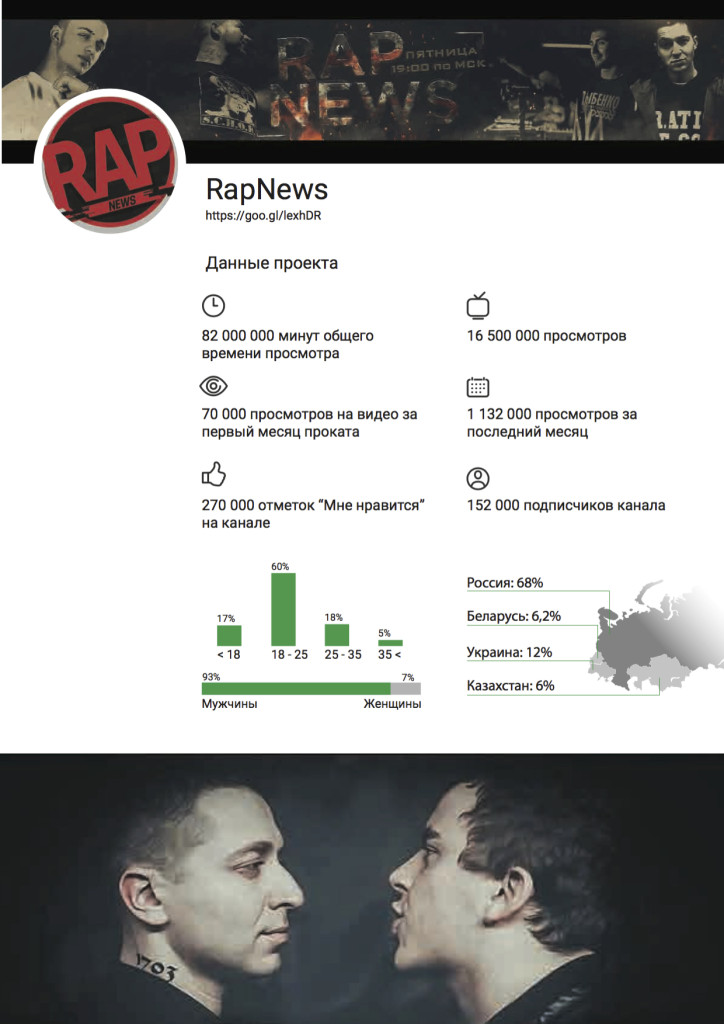 RAP
NEWS
ПЯТНИЦА
19:00 по МСК.
ЦЫБЕНКО
RAP
NEWS
RapNews
https://goo.gl/lexhDR
Данные проекта
82 000 000 минут общего
времени просмотра
16 500 000 просмотров
70 000 просмотров на видео за
первый месяц проката
1 132 000 просмотров за
последний месяц
270 000 отметок “Мне нравится”
на канале
152 000 подписчиков канала
17%
60%
18%
5%
< 18
18 - 25
25 - 35
35 <
93%
7%
Мужчины
Женщины
Россия: 68%
Беларусь: 6,2%
Украина: 12%
Казахстан: 6%
1703